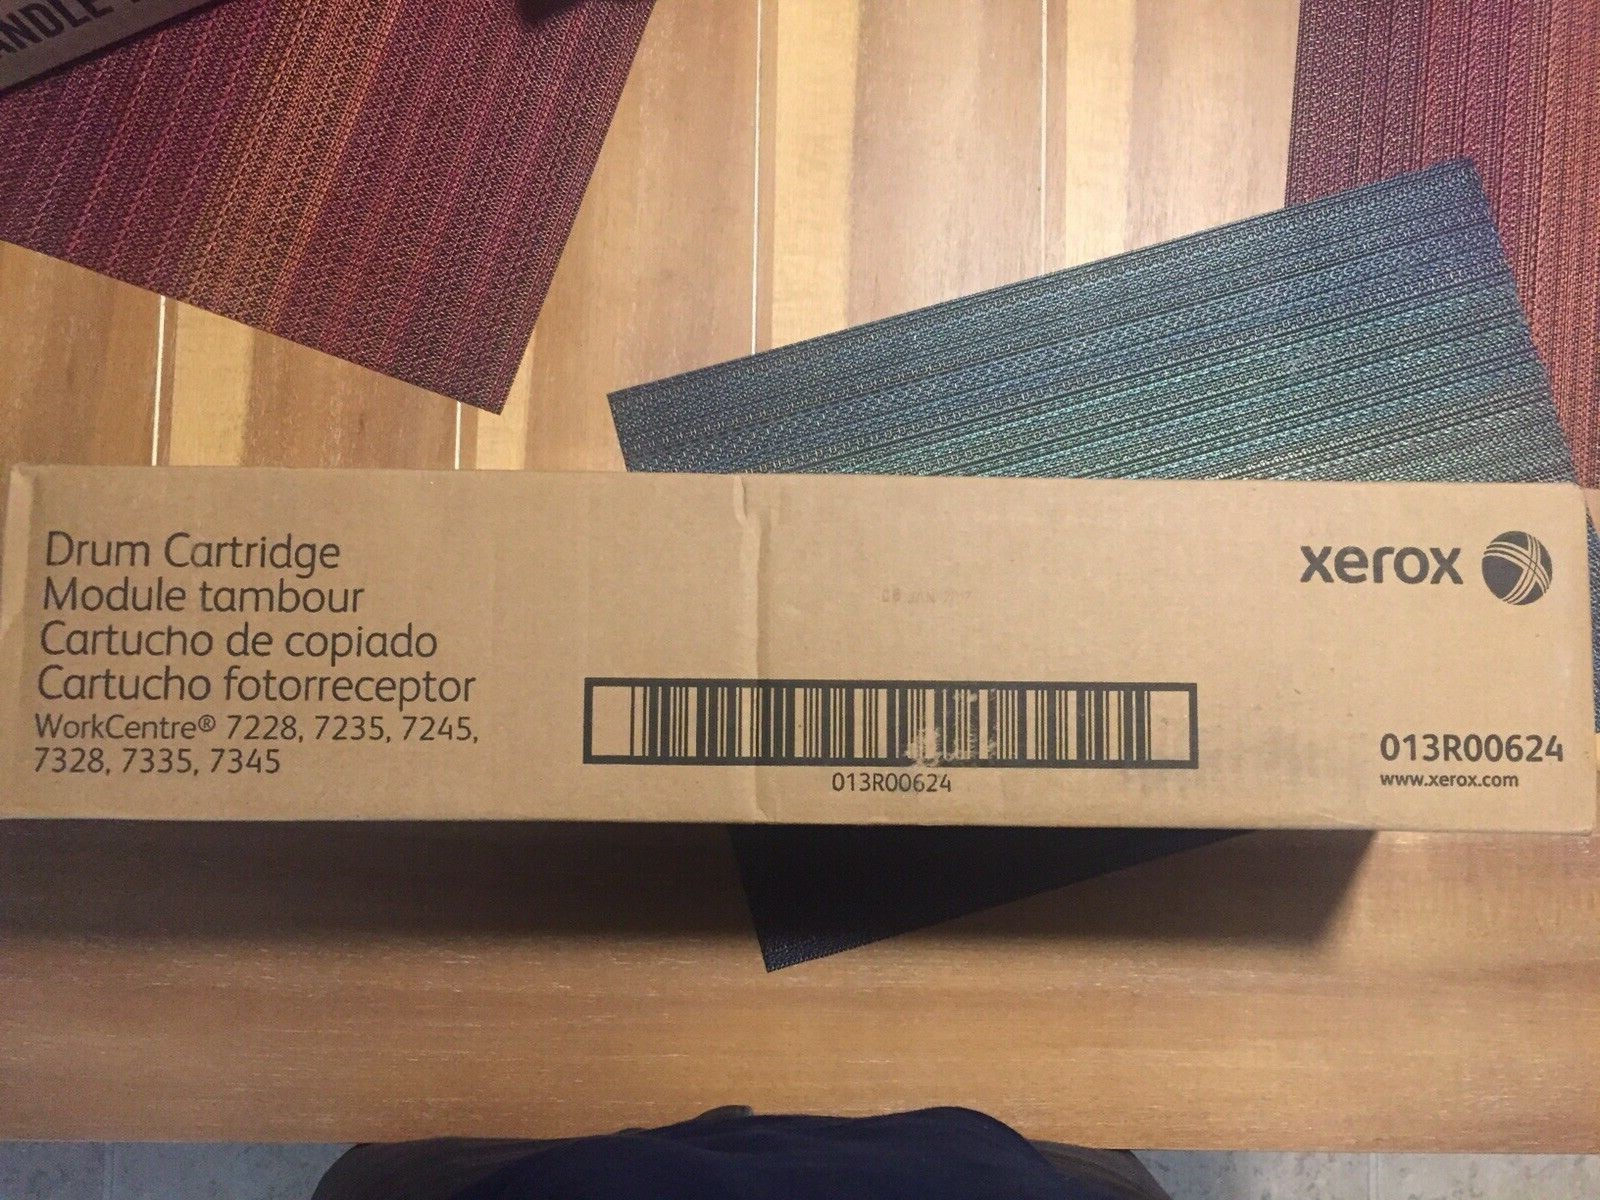 Drum Cartridge
Module tambour
Cartucho de copiado
Cartucho fotorreceptor
WorkCentre® 7228, 7235, 7245,
7328, 7335, 7345
013R00624
xerox
013R00624
www.xerox.com